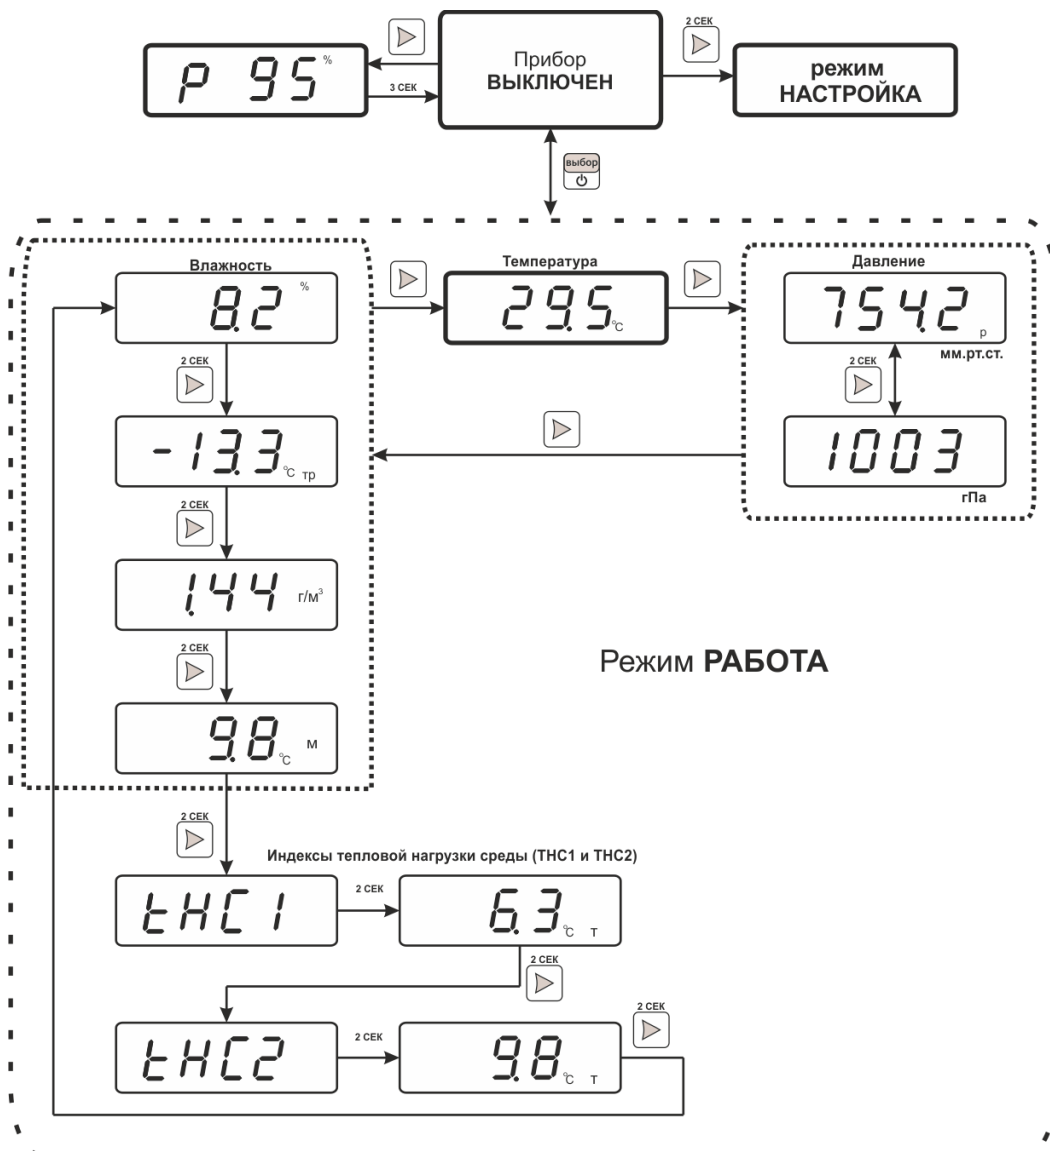 2 СЕК
P 95 %
3 СЕК
Прибор
ВЫКЛЮЧЕН
режим
НАСТРОЙКА
выбор
Влажность
8.2 %
Температура
29.5 °C
Давление
754.2 р
мм.рт.ст.
2 СЕК
2 СЕК
-13.3 °C тр
1003
гПа
2 СЕК
1.44 г/м³
Режим РАБОТА
2 СЕК
9.8 °C м
2 СЕК
Индексы тепловой нагрузки среды (ТНС1 и ТНС2)
tHC1
2 СЕК
6.3 °C т
2 СЕК
tHC2
2 СЕК
9.8 °C т
2 СЕК